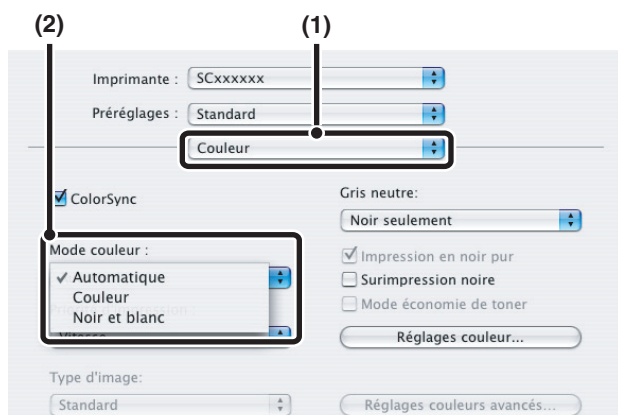 (2) (1)
Imprimante : SCxxxxxx
Préréglages : Standard
Couleur
ColorSync
Gris neutre:
Noir seulement
Mode couleur :
Automatique
Couleur
Noir et blanc
Impression en noir pur
Surimpression noire
Mode économie de toner
Vitesse
Réglages couleur...
Type d'image:
Standard
Réglages couleurs avancés...